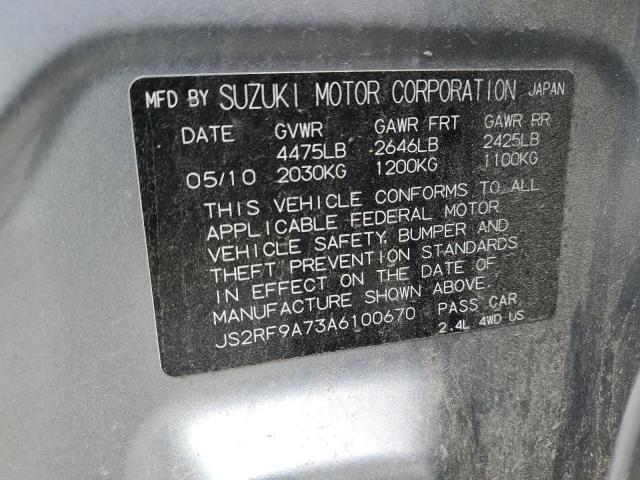 MFD BY SUZUKI MOTOR CORPORATION JAPAN
DATE GVWR GAWR FRT GAWR RR
4475LB 2646LB 2425LB
05/10 2030KG 1200KG 1100KG
THIS VEHICLE CONFORMS TO ALL
APPLICABLE FEDERAL MOTOR
VEHICLE SAFETY, BUMPER AND
THEFT PREVENTION STANDARDS
IN EFFECT ON THE DATE OF
MANUFACTURE SHOWN ABOVE.
JS2RF9A73A6100670 PASS CAR
2.4L 4WD US